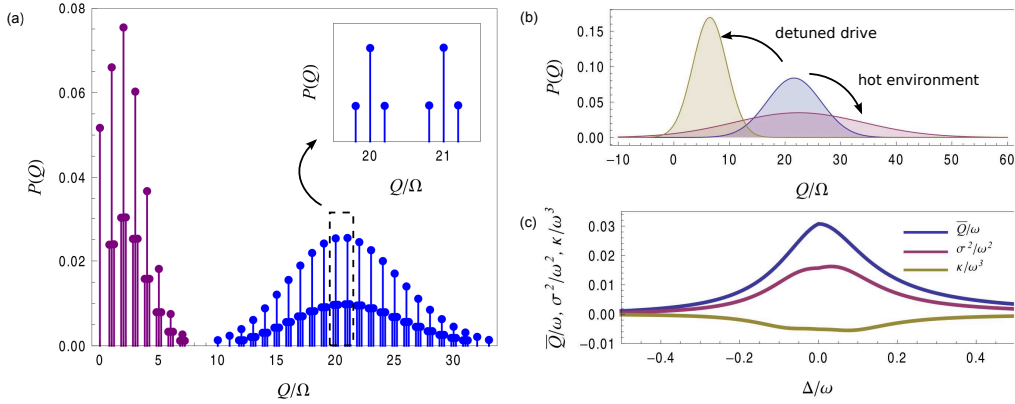 (a)
P(Q)
0.08
0.06
0.04
0.02
0.00
0 5 10 15 20 25 30
Q/Ω
P(Q)
20 21
Q/Ω
(b)
P(Q)
0.15
0.10
0.05
0.00
-10 0 10 20 30 40 50 60
Q/Ω
detuned drive
hot environment
(c)
Q̅/ω, σ²/ω², κ/ω³
0.03
0.01
0.00
-0.01
-0.4 -0.2 0.0 0.2 0.4
Δ/ω
Q̅/ω
σ²/ω²
κ/ω³